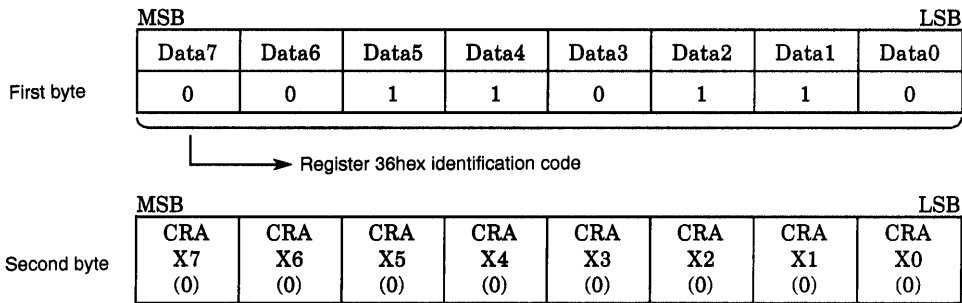 MSB LSB
Data7 Data6 Data5 Data4 Data3 Data2 Data1 Data0
First byte 0 0 1 1 0 1 1 0
Register 36hex identification code
MSB LSB
CRA CRA CRA CRA CRA CRA CRA CRA
Second byte X7 X6 X5 X4 X3 X2 X1 X0
(0) (0) (0) (0) (0) (0) (0) (0)